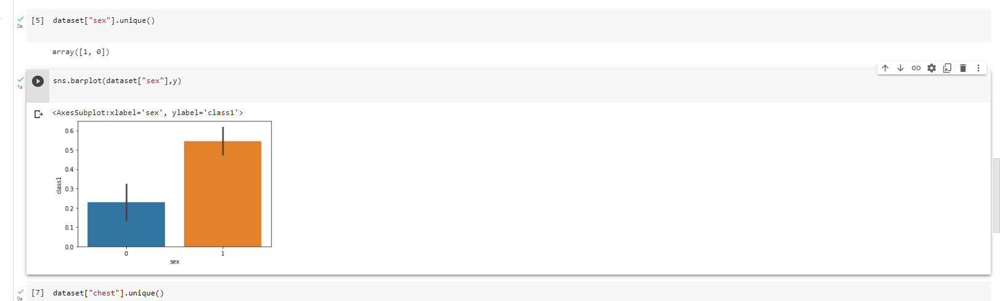 [5] dataset["sex"].unique()
0s
array([1, 0])
sns.barplot(dataset["sex"],y)
1s
<AxesSubplot:xlabel='sex', ylabel='class1'>
0.6
0.5
0.4
0.3
0.2
0.1
0.0
class1
0 1
sex
[7] dataset["chest"].unique()
0s